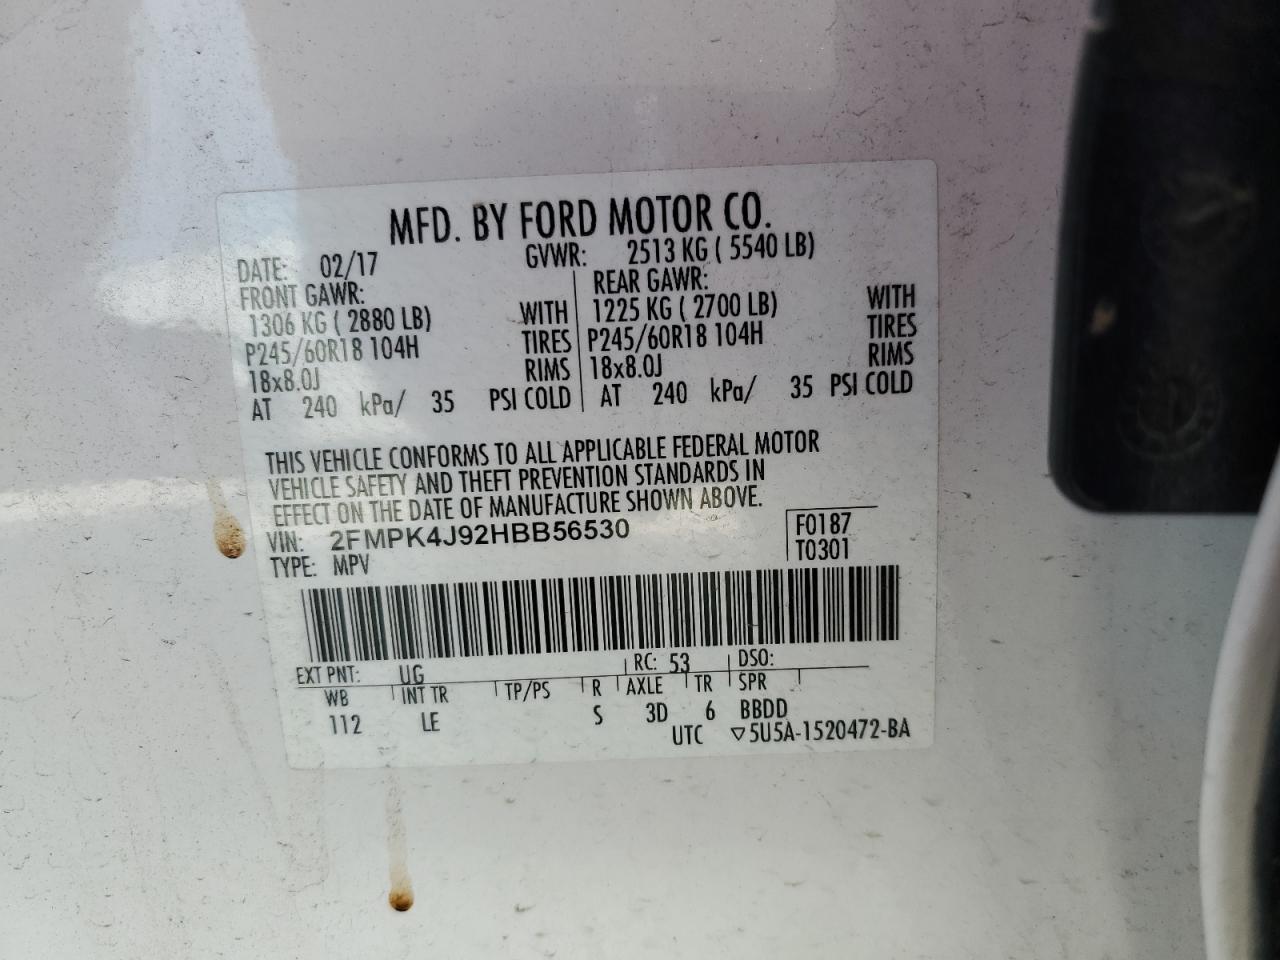 MFD. BY FORD MOTOR CO.
DATE: 02/17 GVWR: 2513 KG ( 5540 LB)
FRONT GAWR: REAR GAWR:
1306 KG ( 2880 LB) WITH 1225 KG ( 2700 LB) WITH
P245/60R18 104H TIRES P245/60R18 104H TIRES
18x8.0J RIMS 18x8.0J RIMS
AT 240 kPa/ 35 PSI COLD AT 240 kPa/ 35 PSI COLD
THIS VEHICLE CONFORMS TO ALL APPLICABLE FEDERAL MOTOR
VEHICLE SAFETY AND THEFT PREVENTION STANDARDS IN
EFFECT ON THE DATE OF MANUFACTURE SHOWN ABOVE.
VIN: 2FMPK4J92HBB56530 F0187
TYPE: MPV T0301
EXT PNT: UG RC: 53 DSO:
WB INT TR TP/PS R AXLE TR SPR
112 LE S 3D 6 BBDD
UTC ▽5U5A-1520472-BA